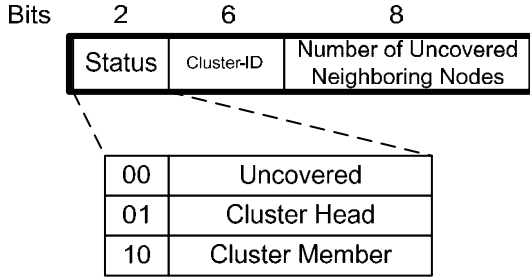 Bits 2 6 8
Status Cluster-ID Number of Uncovered
Neighboring Nodes
00 Uncovered
01 Cluster Head
10 Cluster Member